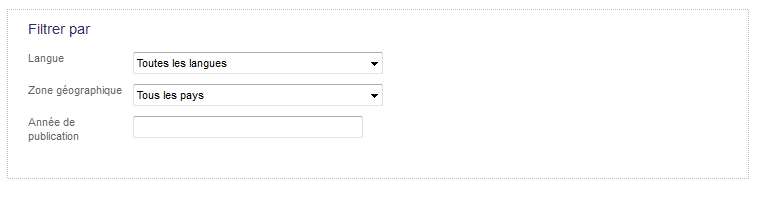 Filtrer par
Langue
Toutes les langues
Zone géographique
Tous les pays
Année de
publication